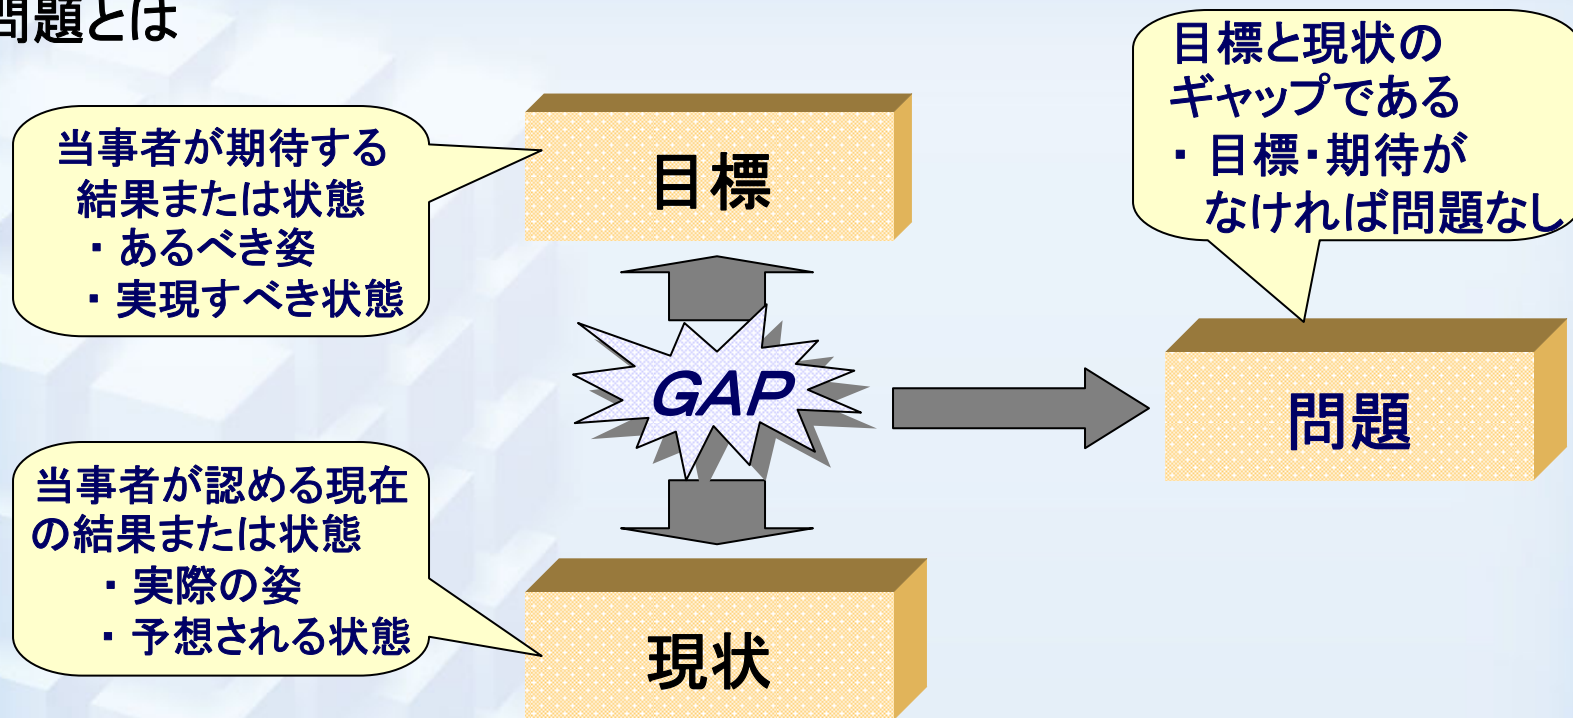 問題とは
当事者が期待する
結果または状態
・あるべき姿
・実現すべき状態
目標
目標と現状の
ギャップである
・目標・期待が
なければ問題なし
GAP
問題
当事者が認める現在
の結果または状態
・実際の姿
・予想される状態
現状